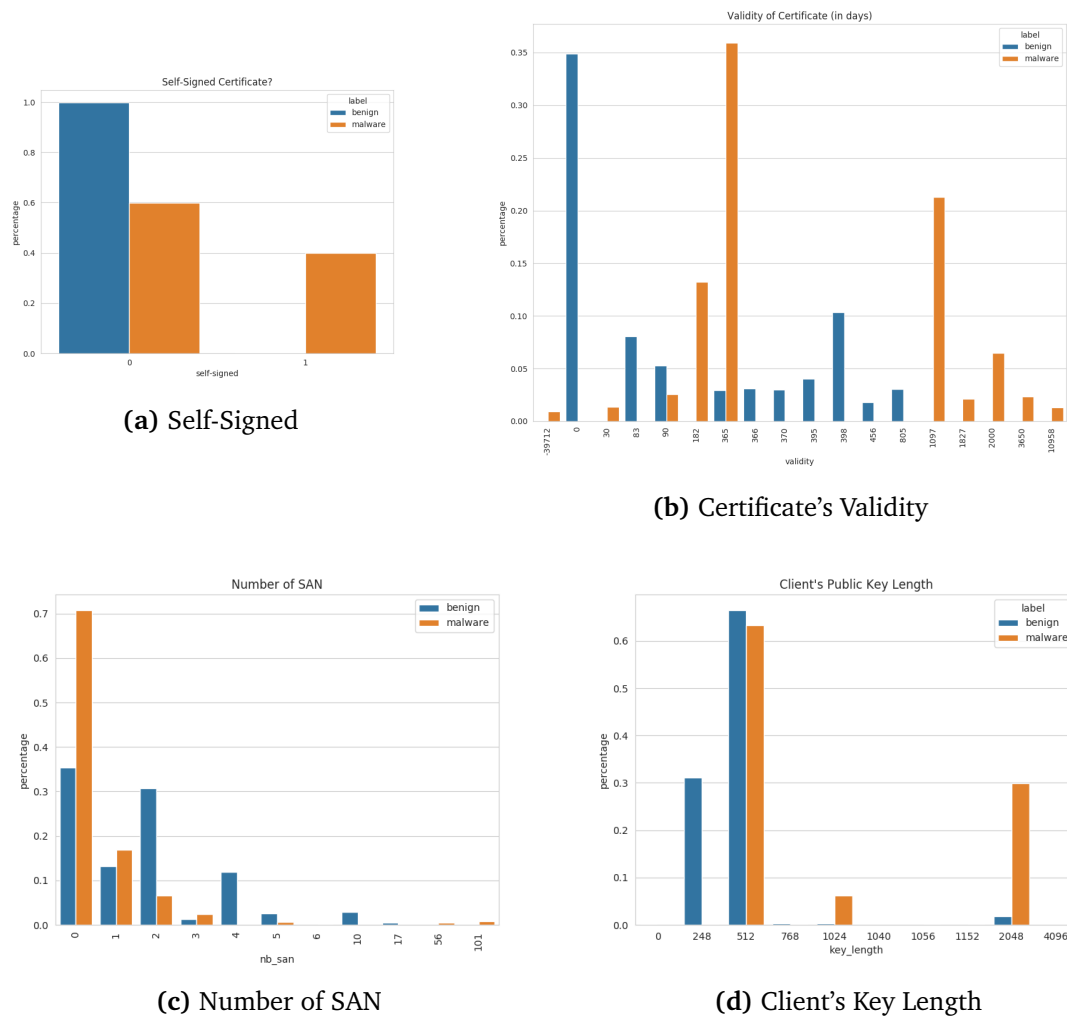 Self-Signed Certificate?
label
benign
malware
1.0
0.8
0.6
0.4
0.2
0.0
percentage
0 1
self-signed
(a) Self-Signed
Validity of Certificate (in days)
label
benign
malware
0.35
0.30
0.25
0.20
0.15
0.10
0.05
0.00
percentage
-39712 0 30 83 90 182 365 366 370 395 398 456 805 1097 1827 2000 3650 10958
validity
(b) Certificate's Validity
Number of SAN
benign
malware
0.7
0.6
0.5
0.4
0.3
0.2
0.1
0.0
percentage
0 1 2 3 4 5 6 10 17 56 101
nb_san
(c) Number of SAN
Client's Public Key Length
label
benign
malware
0.6
0.5
0.4
0.3
0.2
0.1
0.0
percentage
0 248 512 768 1024 1040 1056 1152 2048 4096
key_length
(d) Client's Key Length